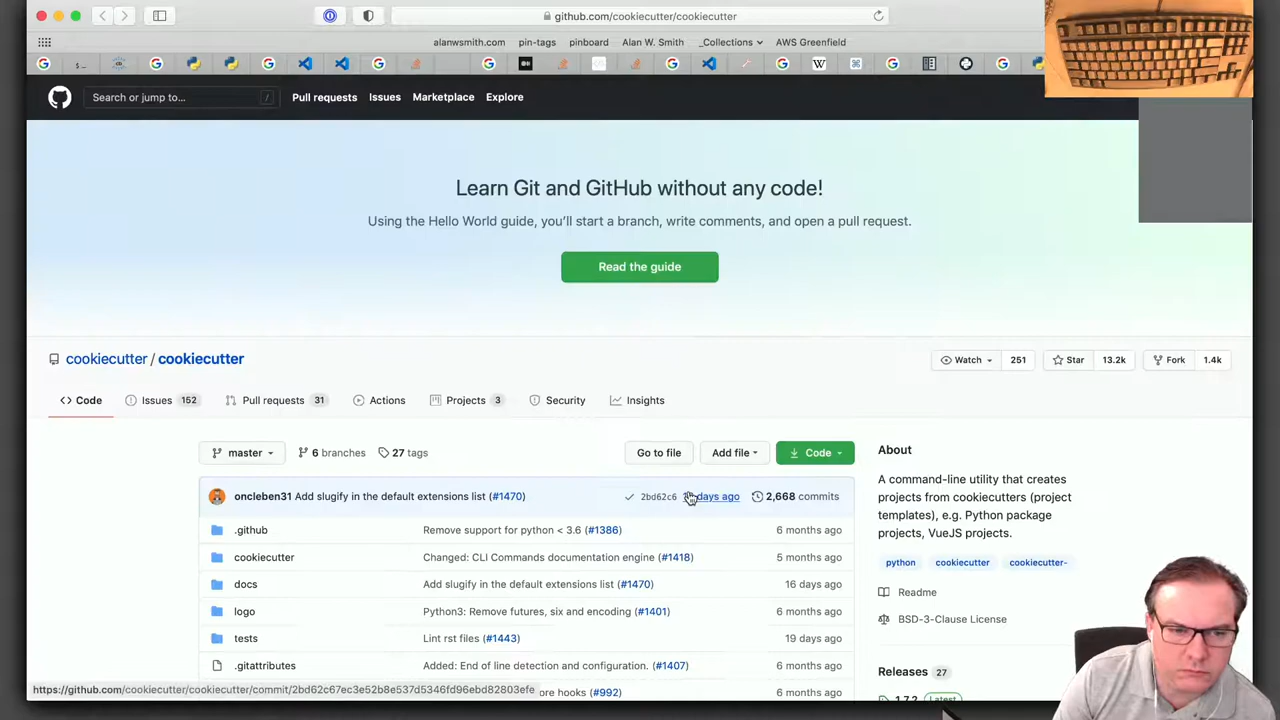 github.com/cookiecutter/cookiecutter
alanwsmith.com pin-tags pinboard Alan W. Smith _Collections AWS Greenfield
Search or jump to... /
Pull requests Issues Marketplace Explore
Learn Git and GitHub without any code!
Using the Hello World guide, you'll start a branch, write comments, and open a pull request.
Read the guide
cookiecutter / cookiecutter
Watch 251 Star 13.2k Fork 1.4k
Code Issues 152 Pull requests 31 Actions Projects 3 Security Insights
master 6 branches 27 tags Go to file Add file Code
oncleben31 Add slugify in the default extensions list (#1470) 2bd62c6 days ago 2,668 commits
.github Remove support for python < 3.6 (#1386) 6 months ago
cookiecutter Changed: CLI Commands documentation engine (#1418) 5 months ago
docs Add slugify in the default extensions list (#1470) 16 days ago
logo Python3: Remove futures, six and encoding (#1401) 6 months ago
tests Lint rst files (#1443) 19 days ago
.gitattributes Added: End of line detection and configuration. (#1407) 6 months ago
hooks (#992) 6 months ago
About
A command-line utility that creates
projects from cookiecutters (project
templates), e.g. Python package
projects, VueJS projects.
python cookiecutter cookiecutter-
Readme
BSD-3-Clause License
Releases 27
1.7.2 Latest
https://github.com/cookiecutter/cookiecutter/commit/2bd62c67ec3e52b8e537d5346fd96ebd82803efe